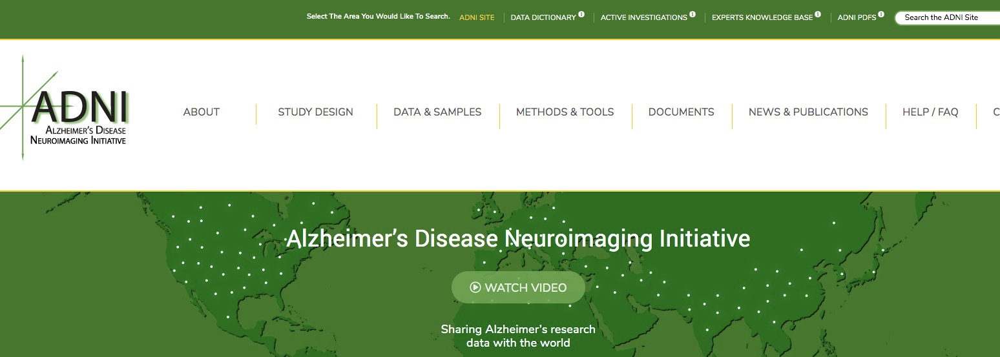 Select The Area You Would Like To Search. ADNI SITE DATA DICTIONARY i ACTIVE INVESTIGATIONS i EXPERTS KNOWLEDGE BASE i ADNI PDFS i Search the ADNI Site
ADNI
ALZHEIMER'S DISEASE
NEUROIMAGING INITIATIVE
ABOUT STUDY DESIGN DATA & SAMPLES METHODS & TOOLS DOCUMENTS NEWS & PUBLICATIONS HELP / FAQ C
Alzheimer's Disease Neuroimaging Initiative
WATCH VIDEO
Sharing Alzheimer's research
data with the world